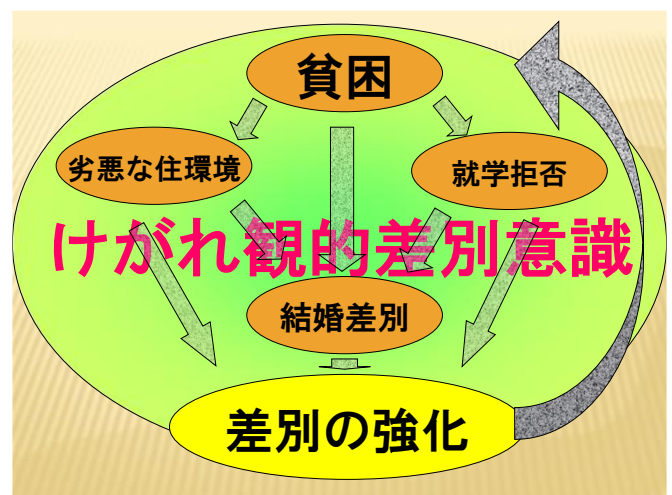 貧困
劣悪な住環境
就学拒否
けがれ観的差別意識
結婚差別
差別の強化